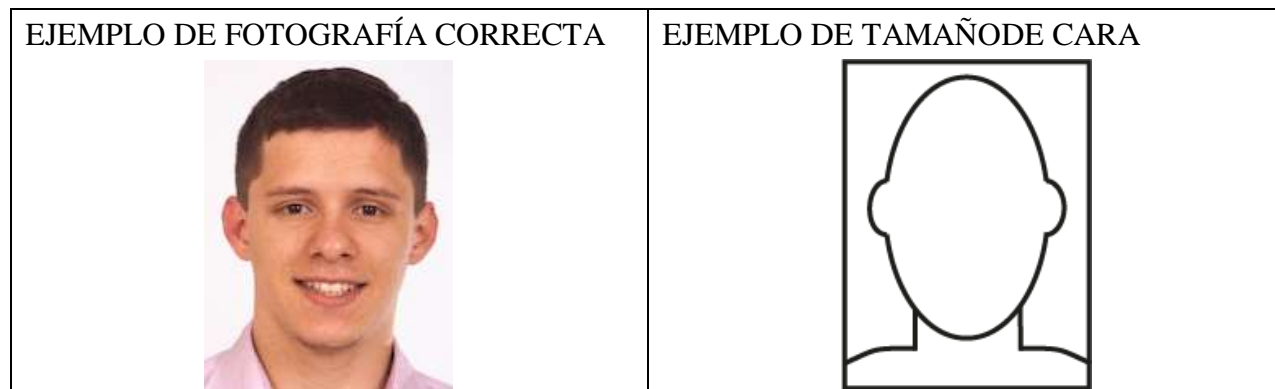 EJEMPLO DE FOTOGRAFÍA CORRECTA
EJEMPLO DE TAMAÑODE CARA